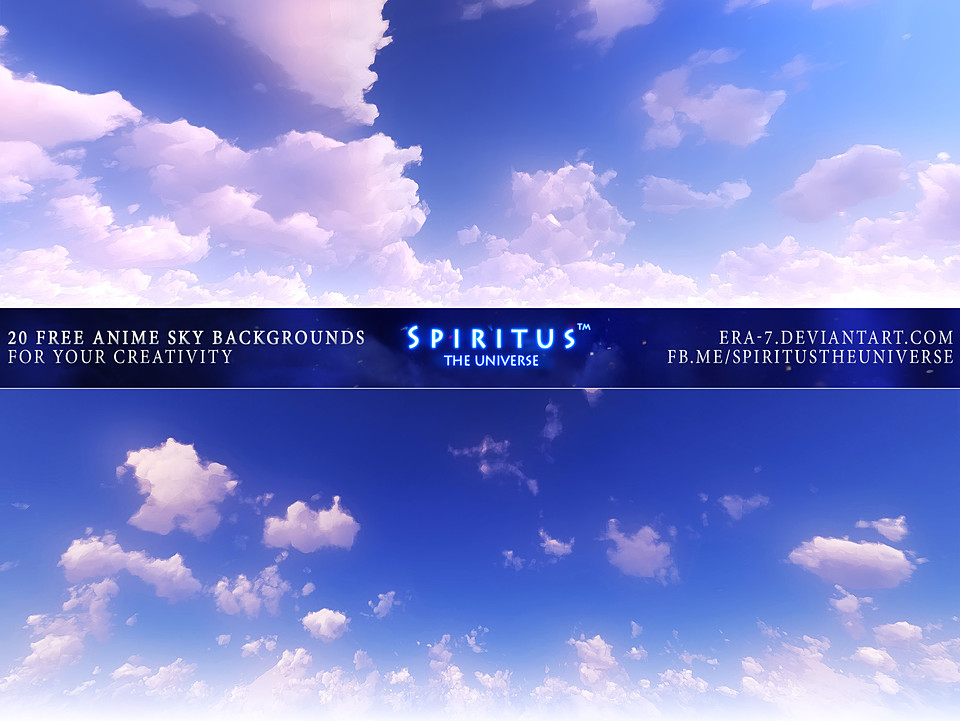 20 FREE ANIME SKY BACKGROUNDS
FOR YOUR CREATIVITY
SPIRITUS™
THE UNIVERSE
ERA-7.DEVIANTART.COM
FB.ME/SPIRITUSTHEUNIVERSE